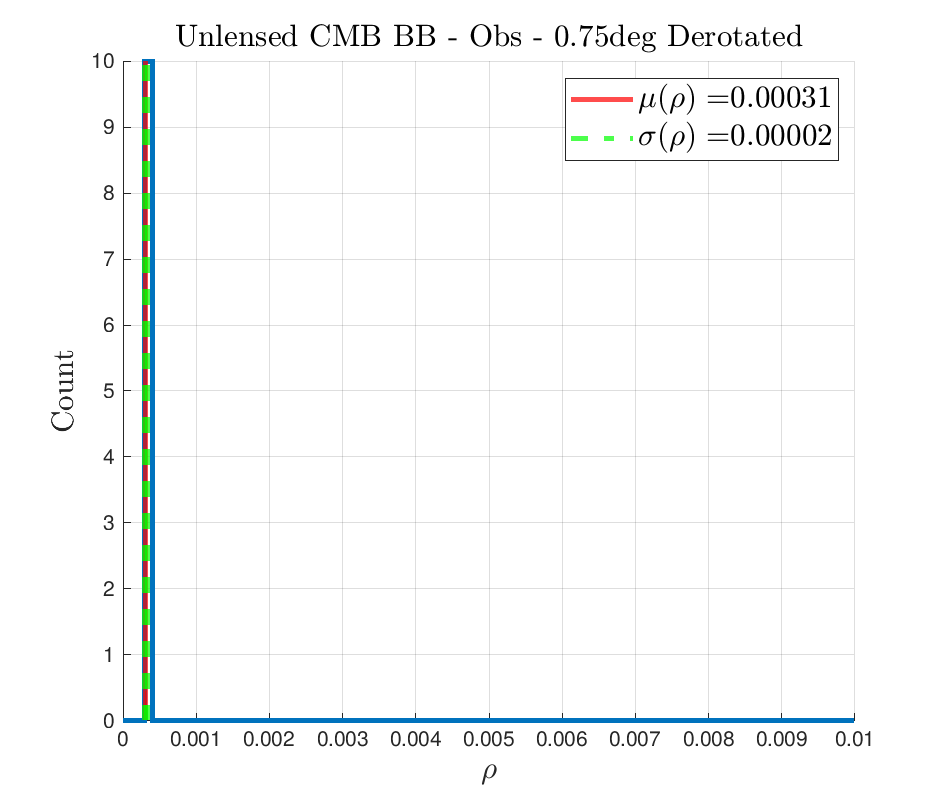 Unlensed CMB BB - Obs - 0.75deg Derotated
μ(ρ) =0.00031
σ(ρ) =0.00002
10
9
8
7
6
5
4
3
2
1
0
Count
0 0.001 0.002 0.003 0.004 0.005 0.006 0.007 0.008 0.009 0.01
ρ